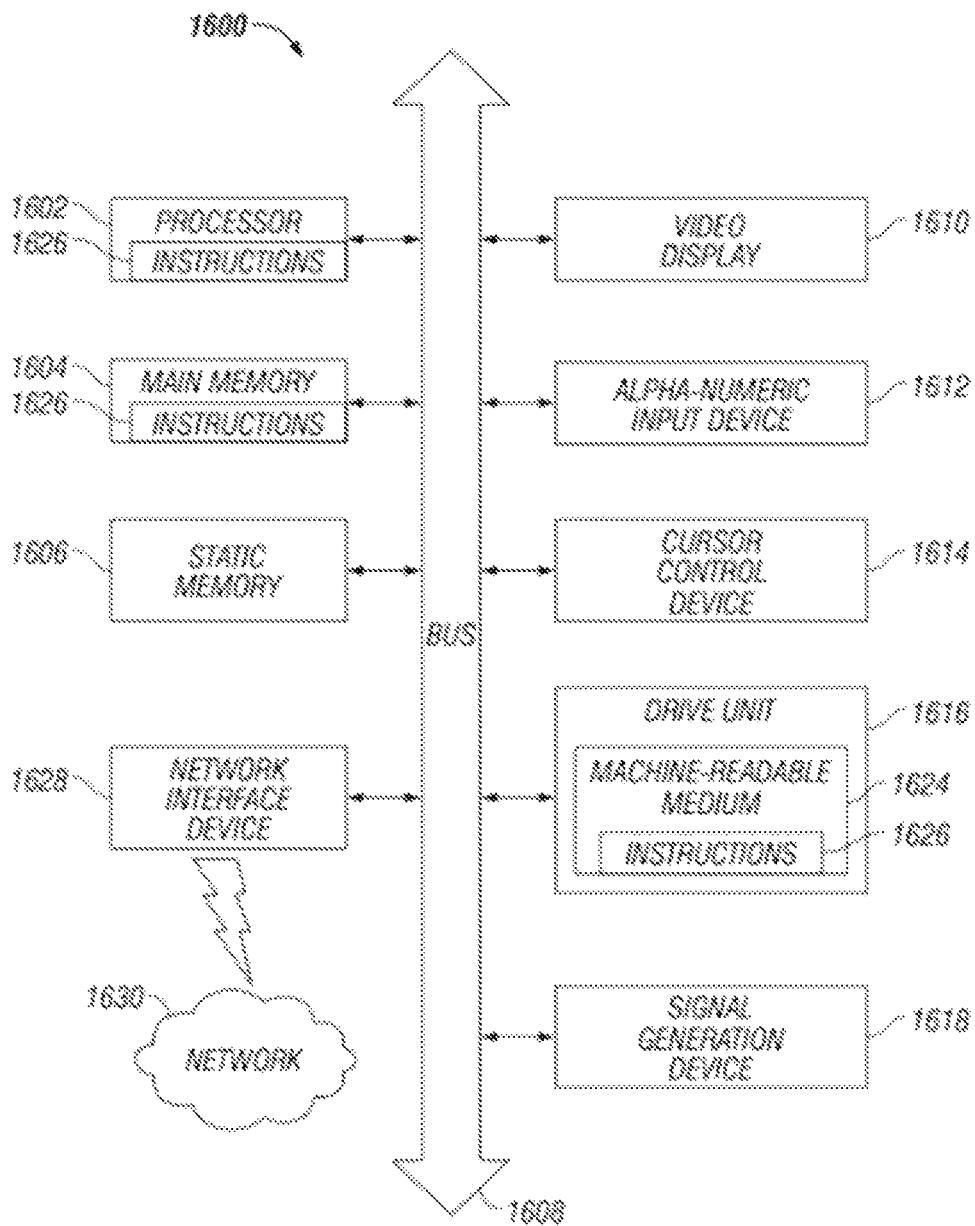 1600
1602
PROCESSOR
1626
INSTRUCTIONS
1604
MAIN MEMORY
1626
INSTRUCTIONS
1606
STATIC
MEMORY
1628
NETWORK
INTERFACE
DEVICE
1630
NETWORK
BUS
1608
VIDEO
DISPLAY
1610
ALPHA-NUMERIC
INPUT DEVICE
1612
CURSOR
CONTROL
DEVICE
1614
DRIVE UNIT
1616
MACHINE-READABLE
MEDIUM
1624
INSTRUCTIONS
1626
SIGNAL
GENERATION
DEVICE
1618